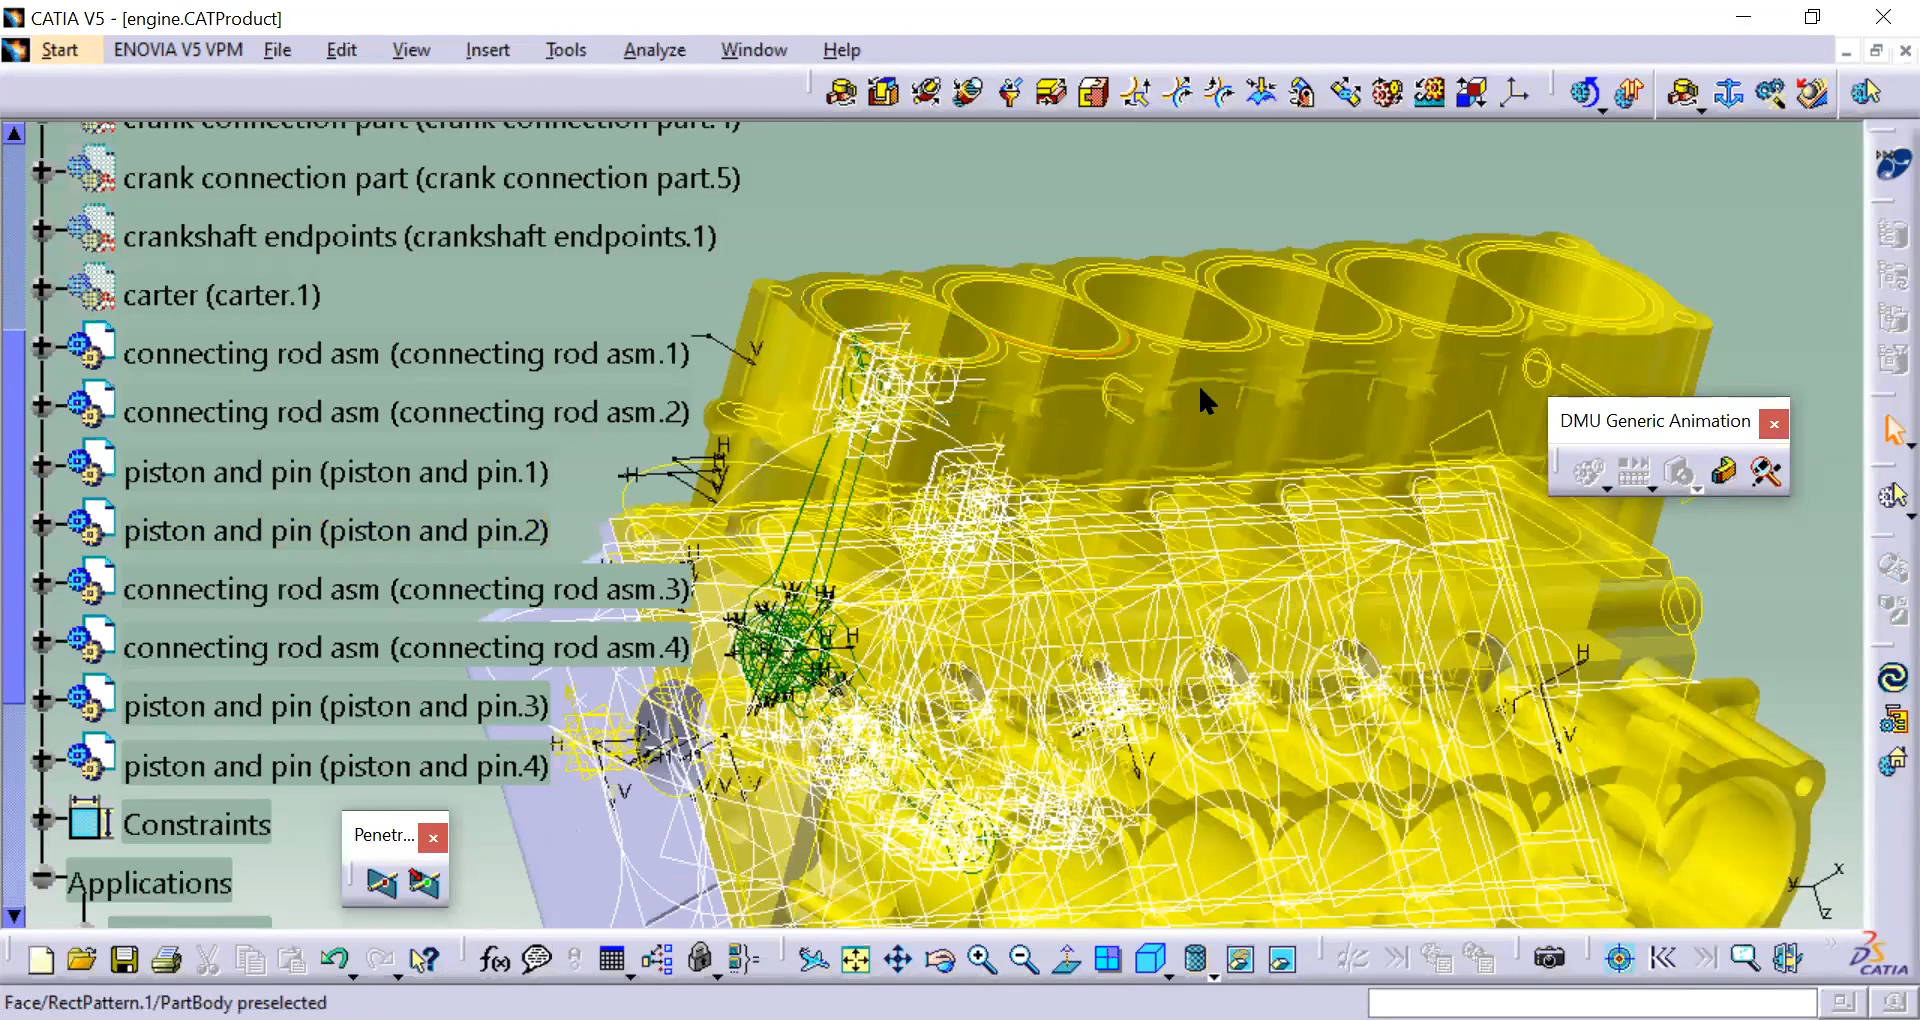 CATIA V5 - [engine.CATProduct]
Start ENOVIA V5 VPM File Edit View Insert Tools Analyze Window Help
crank connection part (crank connection part.5)
crankshaft endpoints (crankshaft endpoints.1)
carter (carter.1)
connecting rod asm (connecting rod asm.1)
connecting rod asm (connecting rod asm.2)
piston and pin (piston and pin.1)
piston and pin (piston and pin.2)
connecting rod asm (connecting rod asm.3)
connecting rod asm (connecting rod asm.4)
piston and pin (piston and pin.3)
piston and pin (piston and pin.4)
Constraints
Applications
Penetr...
DMU Generic Animation
V
H
H
H
H
V
H
V
V
V
V
H
V
x
y
z
f(x)
CATIA
Face/RectPattern.1/PartBody preselected